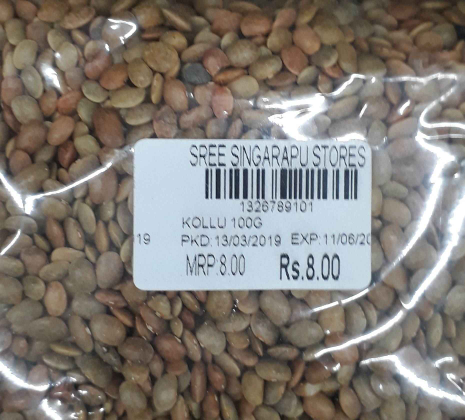 SREE SINGARAPU STORES
1326789101
KOLLU 100G
19 PKD:13/03/2019 EXP:11/06/20
MRP:8.00 Rs.8.00